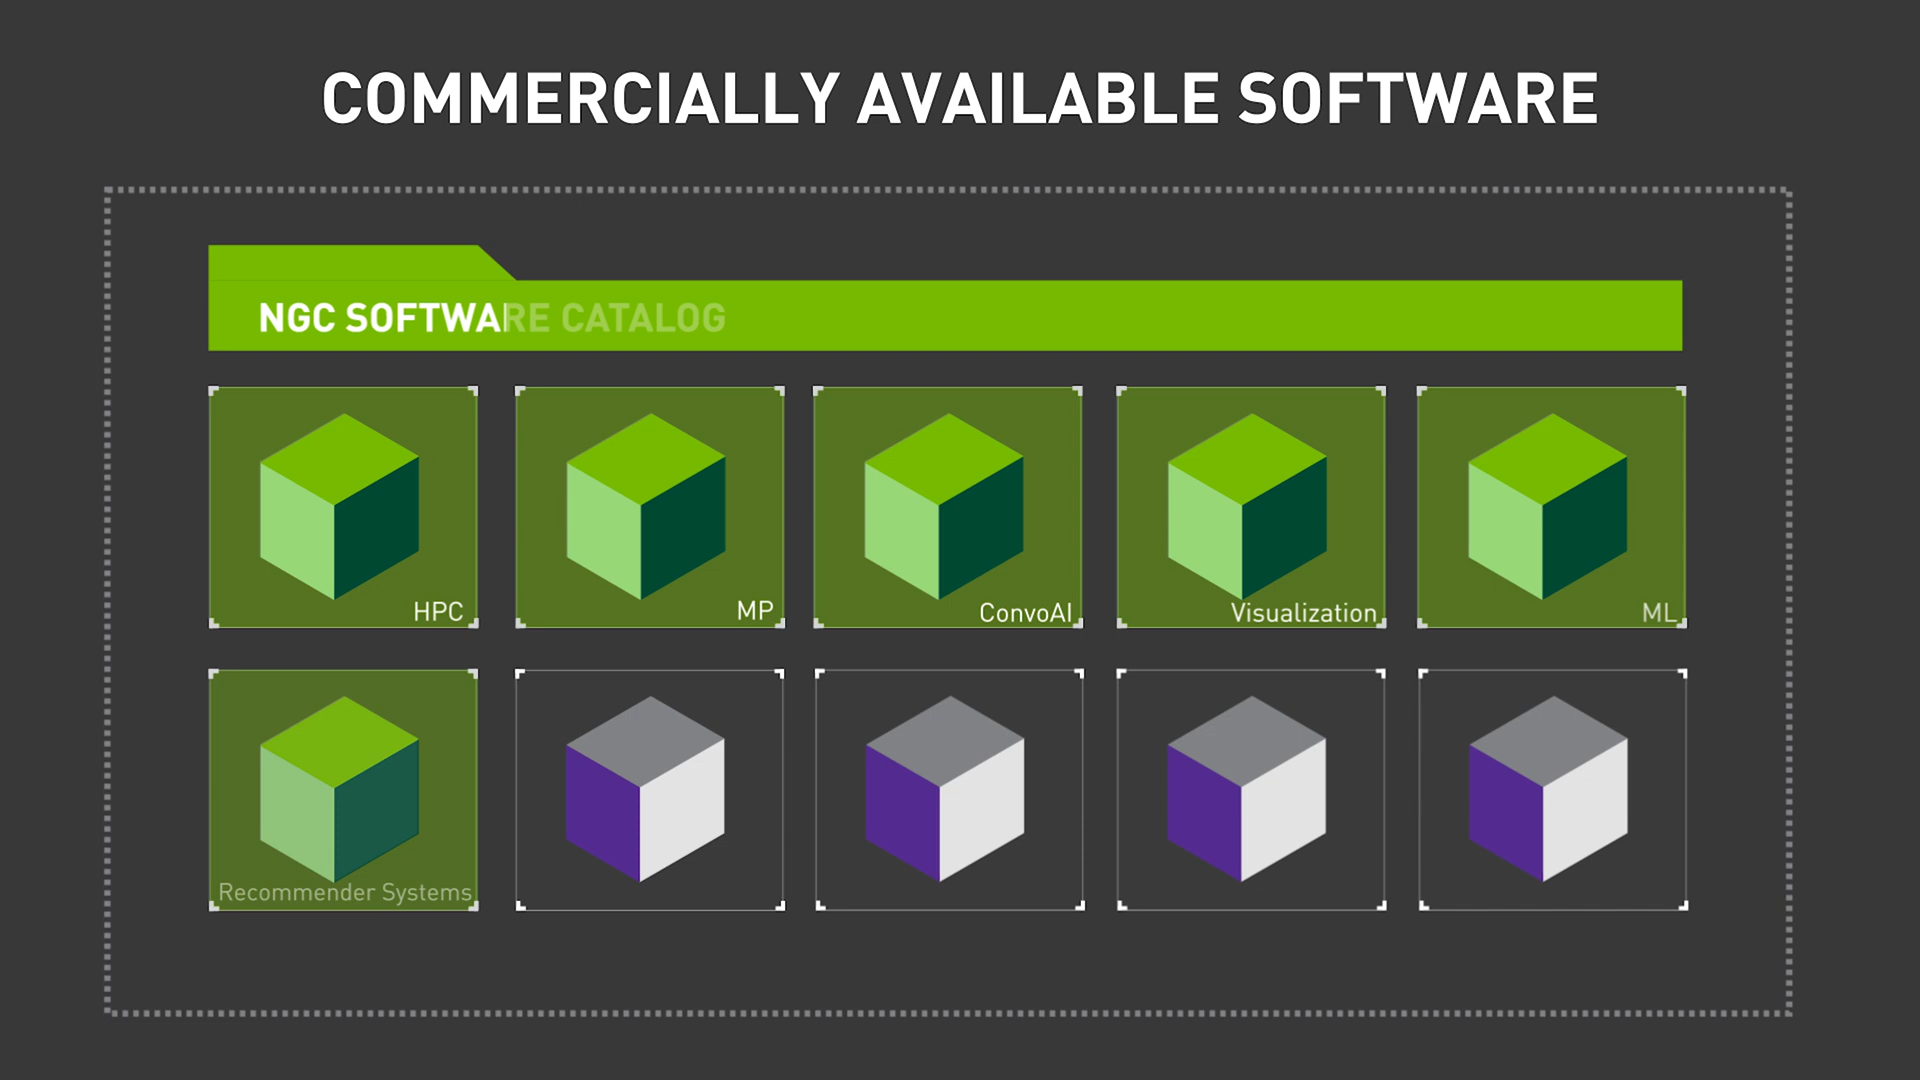 COMMERCIALLY AVAILABLE SOFTWARE
NGC SOFTWARE CATALOG
HPC
MP
ConvoAI
Visualization
ML
Recommender Systems